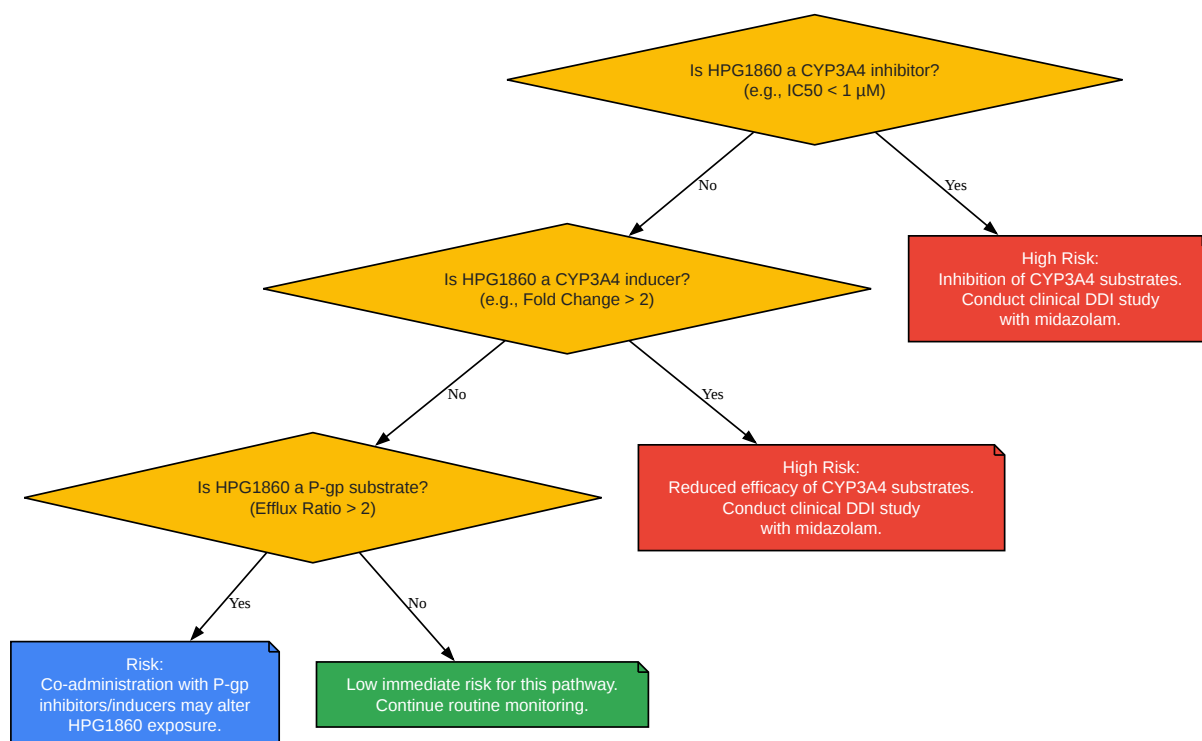 Is HPG1860 a CYP3A4 inhibitor?
(e.g., IC50 < 1 µM)
No
Yes
Is HPG1860 a CYP3A4 inducer?
(e.g., Fold Change > 2)
High Risk:
Inhibition of CYP3A4 substrates.
Conduct clinical DDI study
with midazolam.
No
Yes
Is HPG1860 a P-gp substrate?
(Efflux Ratio > 2)
High Risk:
Reduced efficacy of CYP3A4 substrates.
Conduct clinical DDI study
with midazolam.
Yes
No
Risk:
Co-administration with P-gp
inhibitors/inducers may alter
HPG1860 exposure.
Low immediate risk for this pathway.
Continue routine monitoring.